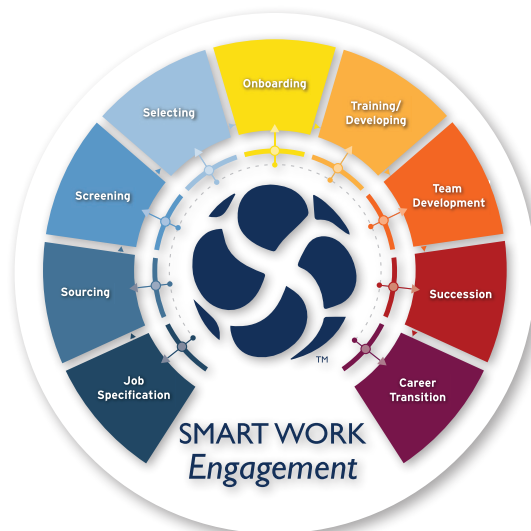 Onboarding
Selecting
Training/
Developing
Screening
Team
Development
Sourcing
Succession
Job
Specification
Career
Transition
TM
SMART WORK
Engagement